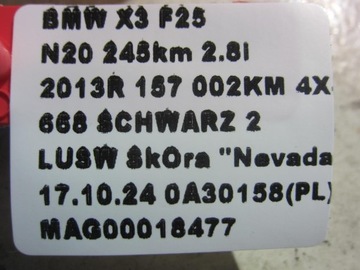 BMW X3 F25
N20 245km 2.8i
2013R 157 002KM 4X
668 SCHWARZ 2
LUSW SkOra "Nevada
17.10.24 0A30158(PL)
MAG00018477